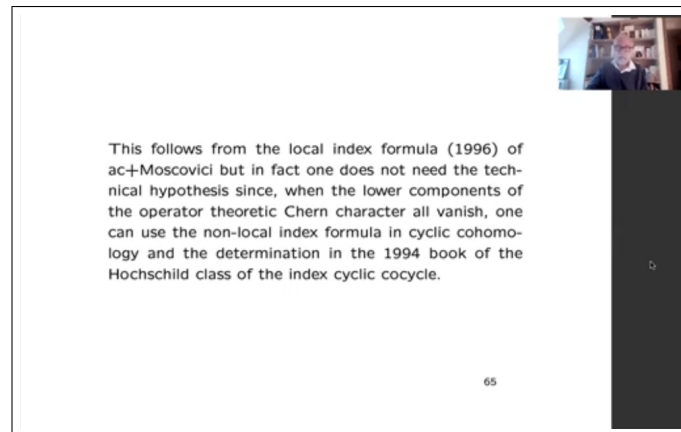 This follows from the local index formula (1996) of
ac+Moscovici but in fact one does not need the tech-
nical hypothesis since, when the lower components of
the operator theoretic Chern character all vanish, one
can use the non-local index formula in cyclic cohomo-
logy and the determination in the 1994 book of the
Hochschild class of the index cyclic cocycle.
65